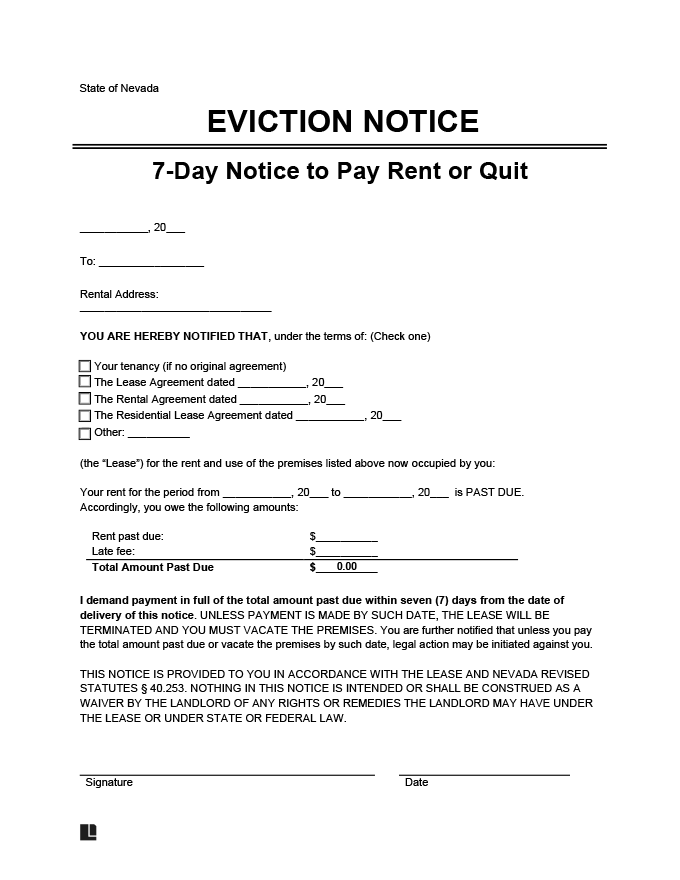 State of Nevada
EVICTION NOTICE
7-Day Notice to Pay Rent or Quit
___________, 20___
To: _________________
Rental Address:
_______________________________
YOU ARE HEREBY NOTIFIED THAT, under the terms of: (Check one)
Your tenancy (if no original agreement)
The Lease Agreement dated ___________, 20___
The Rental Agreement dated ___________, 20___
The Residential Lease Agreement dated ___________, 20___
Other: __________
(the “Lease”) for the rent and use of the premises listed above now occupied by you:
Your rent for the period from ___________, 20___ to ___________, 20___ is PAST DUE.
Accordingly, you owe the following amounts:
Rent past due: $__________
Late fee: $__________
Total Amount Past Due $___0.00___
I demand payment in full of the total amount past due within seven (7) days from the date of
delivery of this notice. UNLESS PAYMENT IS MADE BY SUCH DATE, THE LEASE WILL BE
TERMINATED AND YOU MUST VACATE THE PREMISES. You are further notified that unless you pay
the total amount past due or vacate the premises by such date, legal action may be initiated against you.
THIS NOTICE IS PROVIDED TO YOU IN ACCORDANCE WITH THE LEASE AND NEVADA REVISED
STATUTES § 40.253. NOTHING IN THIS NOTICE IS INTENDED OR SHALL BE CONSTRUED AS A
WAIVER BY THE LANDLORD OF ANY RIGHTS OR REMEDIES THE LANDLORD MAY HAVE UNDER
THE LEASE OR UNDER STATE OR FEDERAL LAW.
Signature Date